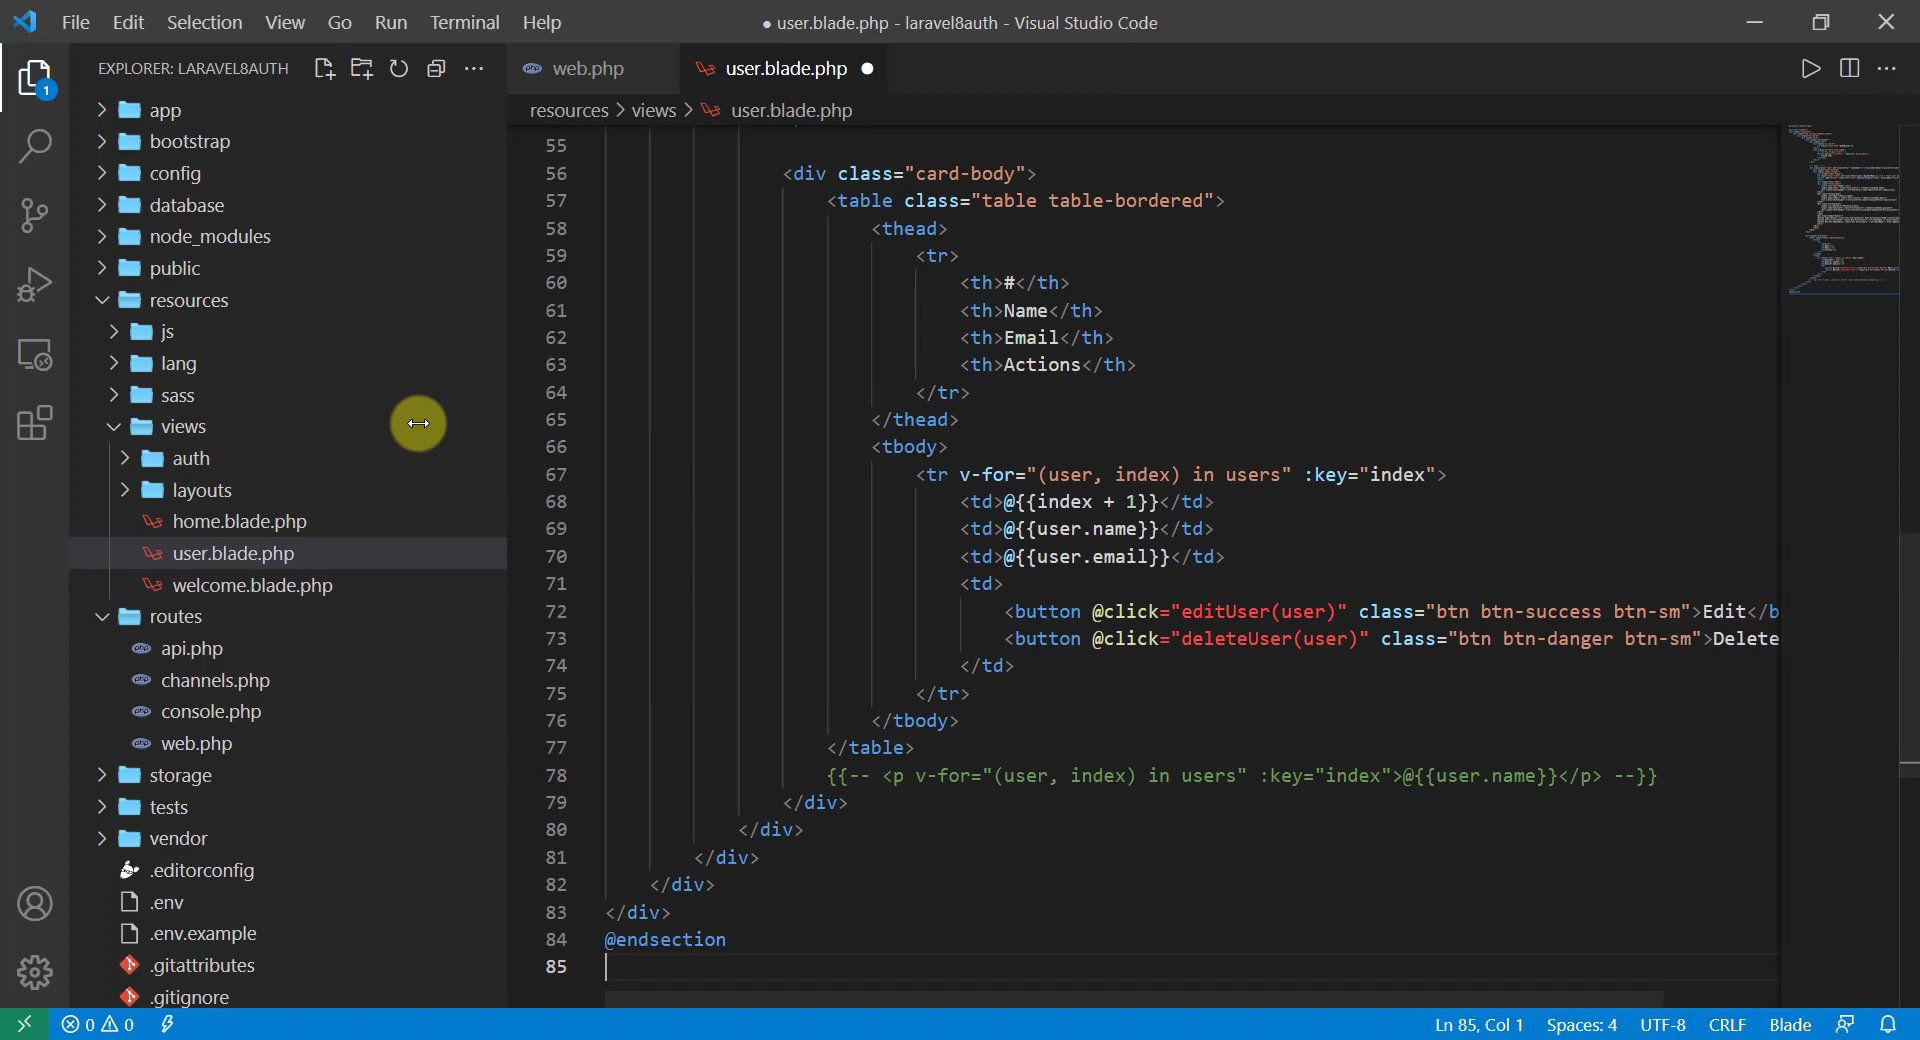 File Edit Selection View Go Run Terminal Help
● user.blade.php - laravel8auth - Visual Studio Code
EXPLORER: LARAVEL8AUTH
1
app
bootstrap
config
database
node_modules
public
resources
js
lang
sass
views
auth
layouts
home.blade.php
user.blade.php
welcome.blade.php
routes
api.php
channels.php
console.php
web.php
storage
tests
vendor
.editorconfig
.env
.env.example
.gitattributes
.gitignore
web.php user.blade.php
resources > views > user.blade.php
55
56 <div class="card-body">
57 <table class="table table-bordered">
58 <thead>
59 <tr>
60 <th>#</th>
61 <th>Name</th>
62 <th>Email</th>
63 <th>Actions</th>
64 </tr>
65 </thead>
66 <tbody>
67 <tr v-for="(user, index) in users" :key="index">
68 <td>@{{index + 1}}</td>
69 <td>@{{user.name}}</td>
70 <td>@{{user.email}}</td>
71 <td>
72 <button @click="editUser(user)" class="btn btn-success btn-sm">Edit</b
73 <button @click="deleteUser(user)" class="btn btn-danger btn-sm">Delete
74 </td>
75 </tr>
76 </tbody>
77 </table>
78 {{-- <p v-for="(user, index) in users" :key="index">@{{user.name}}</p> --}}
79 </div>
80 </div>
81 </div>
82 </div>
83 </div>
84 @endsection
85
0 0
Ln 85, Col 1 Spaces: 4 UTF-8 CRLF Blade